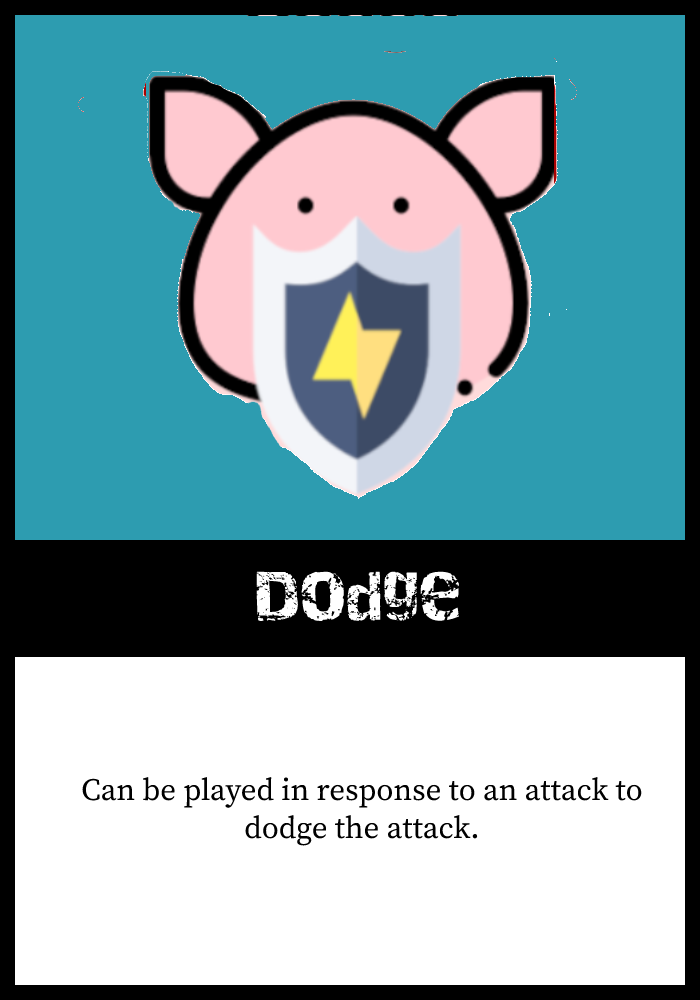 Dodge
Can be played in response to an attack to
dodge the attack.